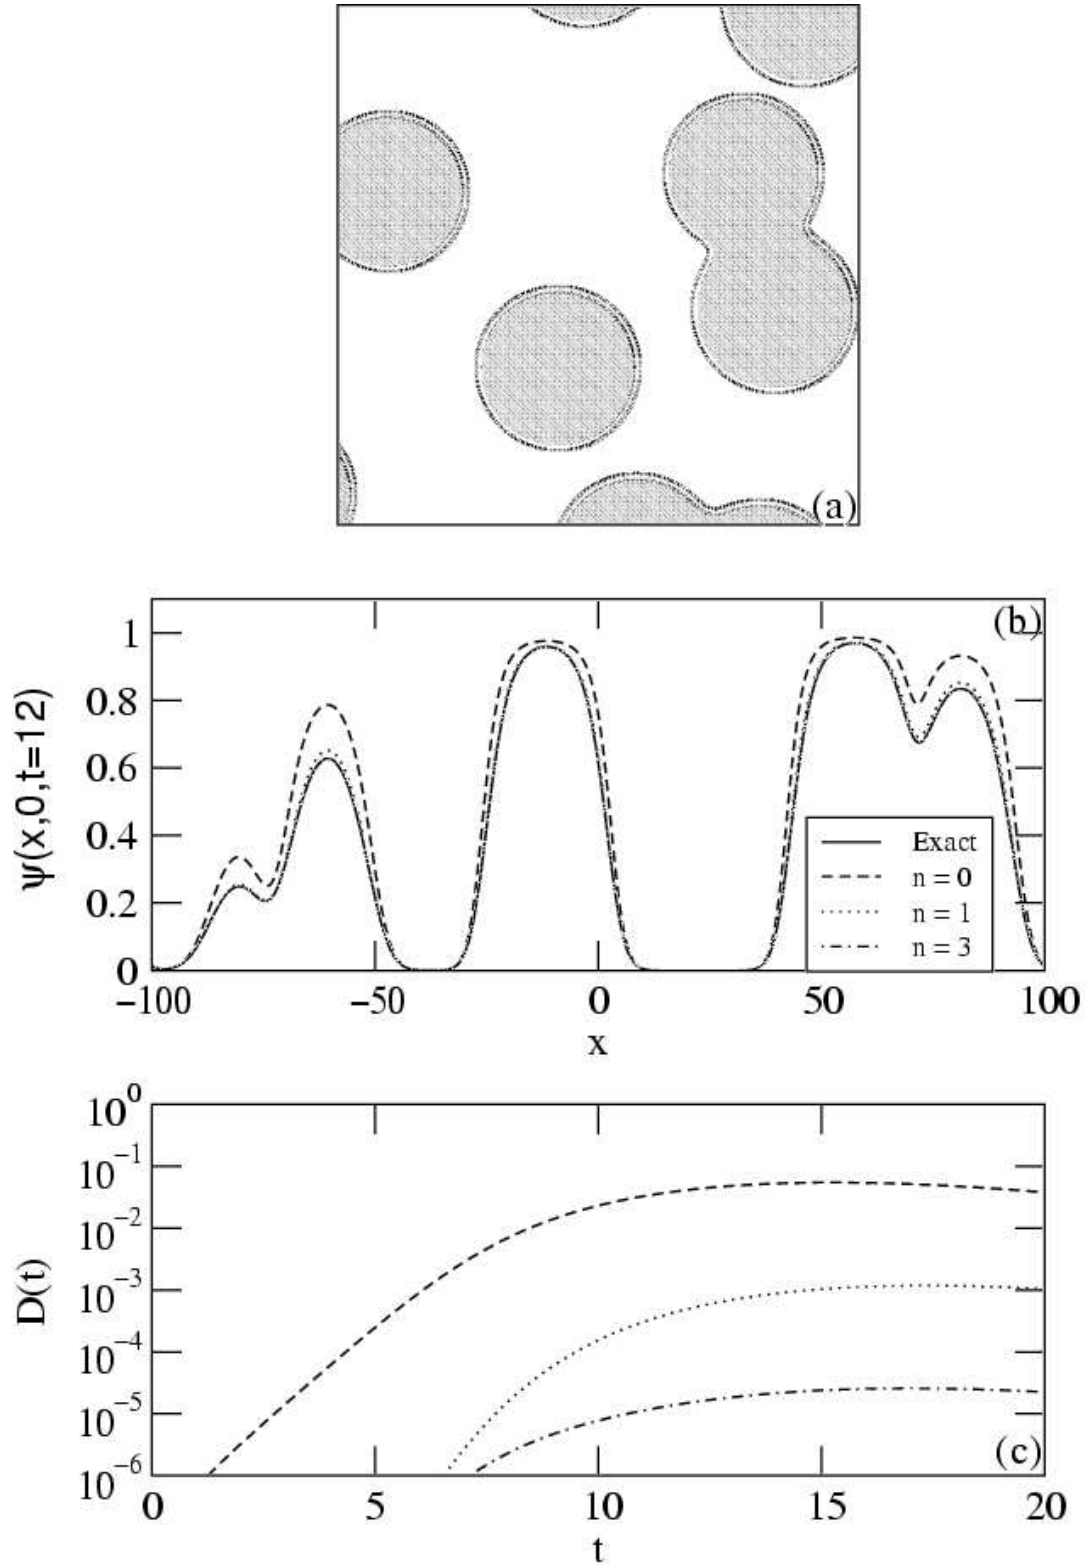 (a)
(b)
ψ(x,0,t=12)
1
0.8
0.6
0.4
0.2
0
Exact
n = 0
n = 1
n = 3
−100 −50 0 50 100
x
(c)
D(t)
10⁰
10⁻¹
10⁻²
10⁻³
10⁻⁴
10⁻⁵
10⁻⁶
0 5 10 15 20
t